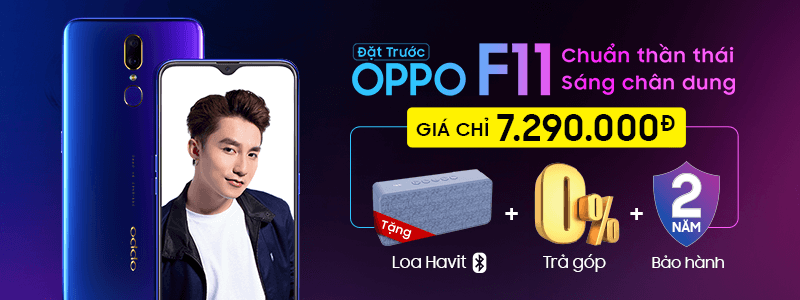 Đặt Trước
OPPO F11
Chuẩn thần thái
Sáng chân dung
GIÁ CHỈ 7.290.000Đ
Tặng
+ 0% + 2
NĂM
Loa Havit
Trả góp
Bảo hành
oppo